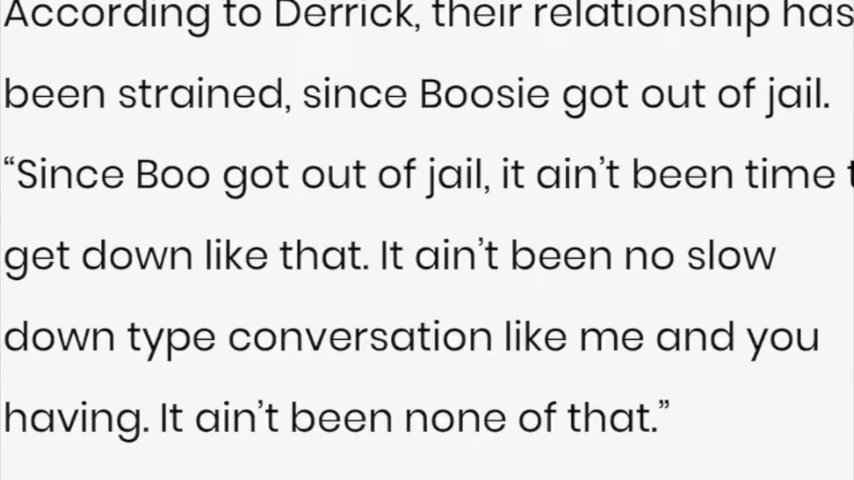 According to Derrick, their relationship has
been strained, since Boosie got out of jail.
“Since Boo got out of jail, it ain’t been time t
get down like that. It ain’t been no slow
down type conversation like me and you
having. It ain’t been none of that.”